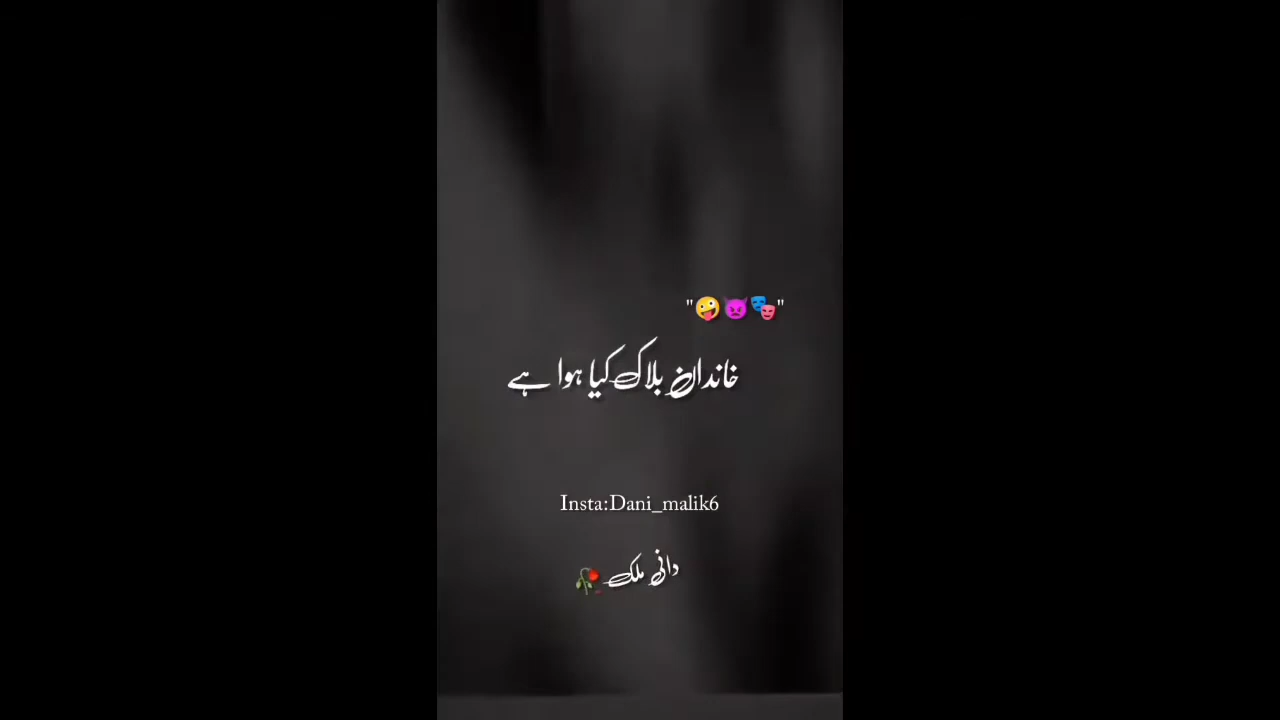 "🤪👿🎭"
خاندان بلاک کیا ہوا ہے
Insta:Dani_malik6
دانی ملک 🥀